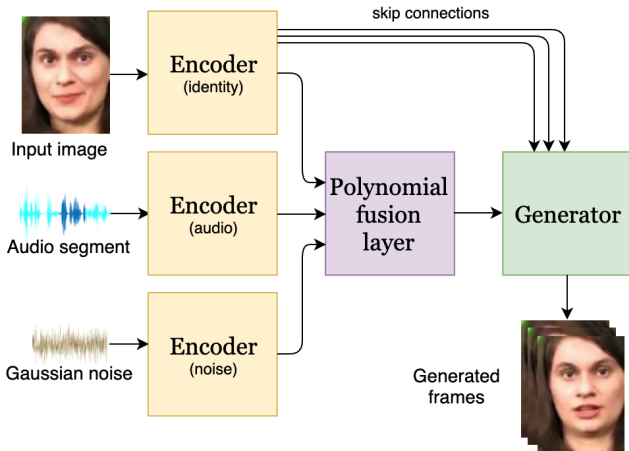 skip connections
Encoder
(identity)
Input image
Encoder
(audio)
Audio segment
Polynomial
fusion
layer
Generator
Encoder
(noise)
Gaussian noise
Generated
frames